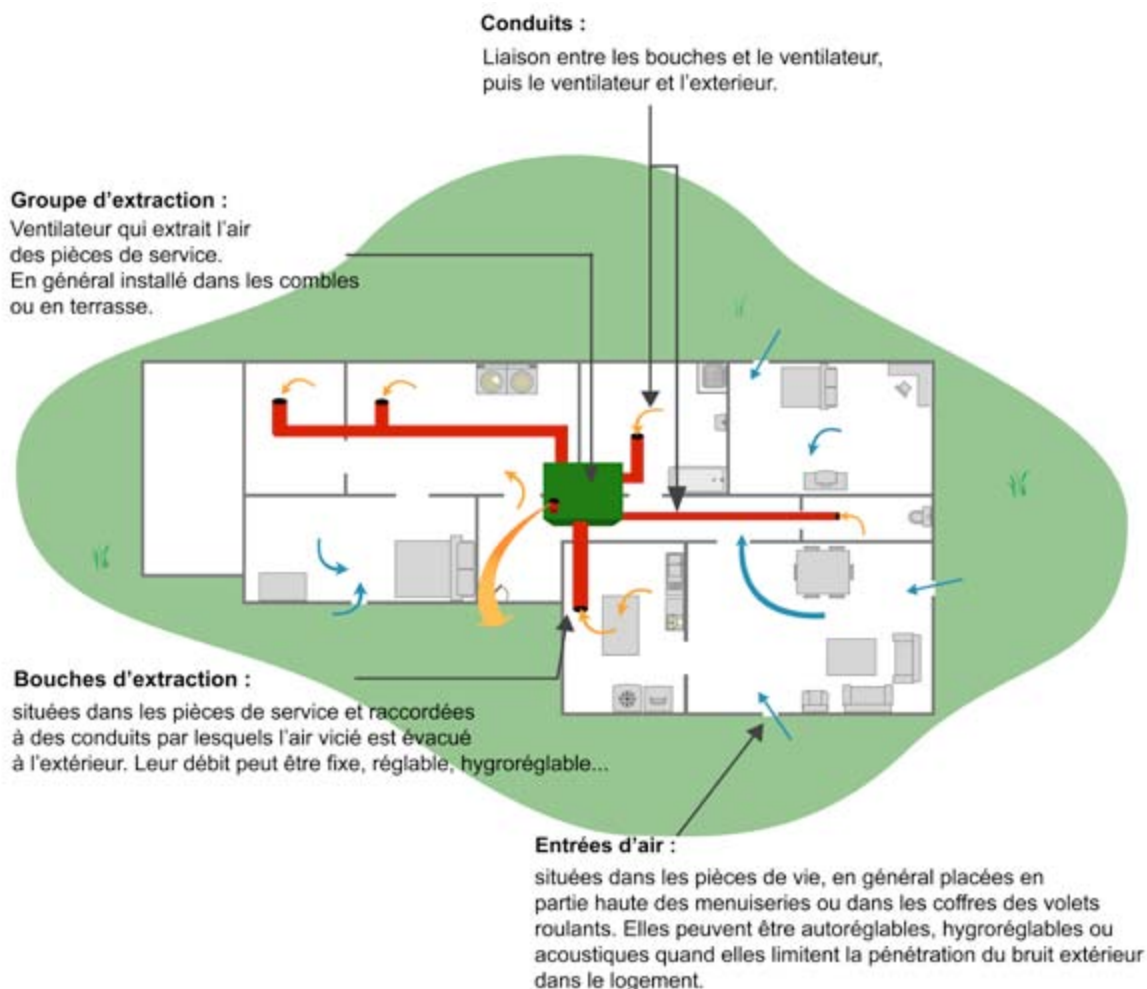 Conduits :
Liaison entre les bouches et le ventilateur,
puis le ventilateur et l'exterieur.
Groupe d'extraction :
Ventilateur qui extrait l'air
des pièces de service.
En général installé dans les combles
ou en terrasse.
Bouches d'extraction :
situées dans les pièces de service et raccordées
à des conduits par lesquels l'air vicié est évacué
à l'extérieur. Leur débit peut être fixe, réglable, hygroréglable...
Entrées d'air :
situées dans les pièces de vie, en général placées en
partie haute des menuiseries ou dans les coffres des volets
roulants. Elles peuvent être autoréglables, hygroréglables ou
acoustiques quand elles limitent la pénétration du bruit extérieur
dans le logement.